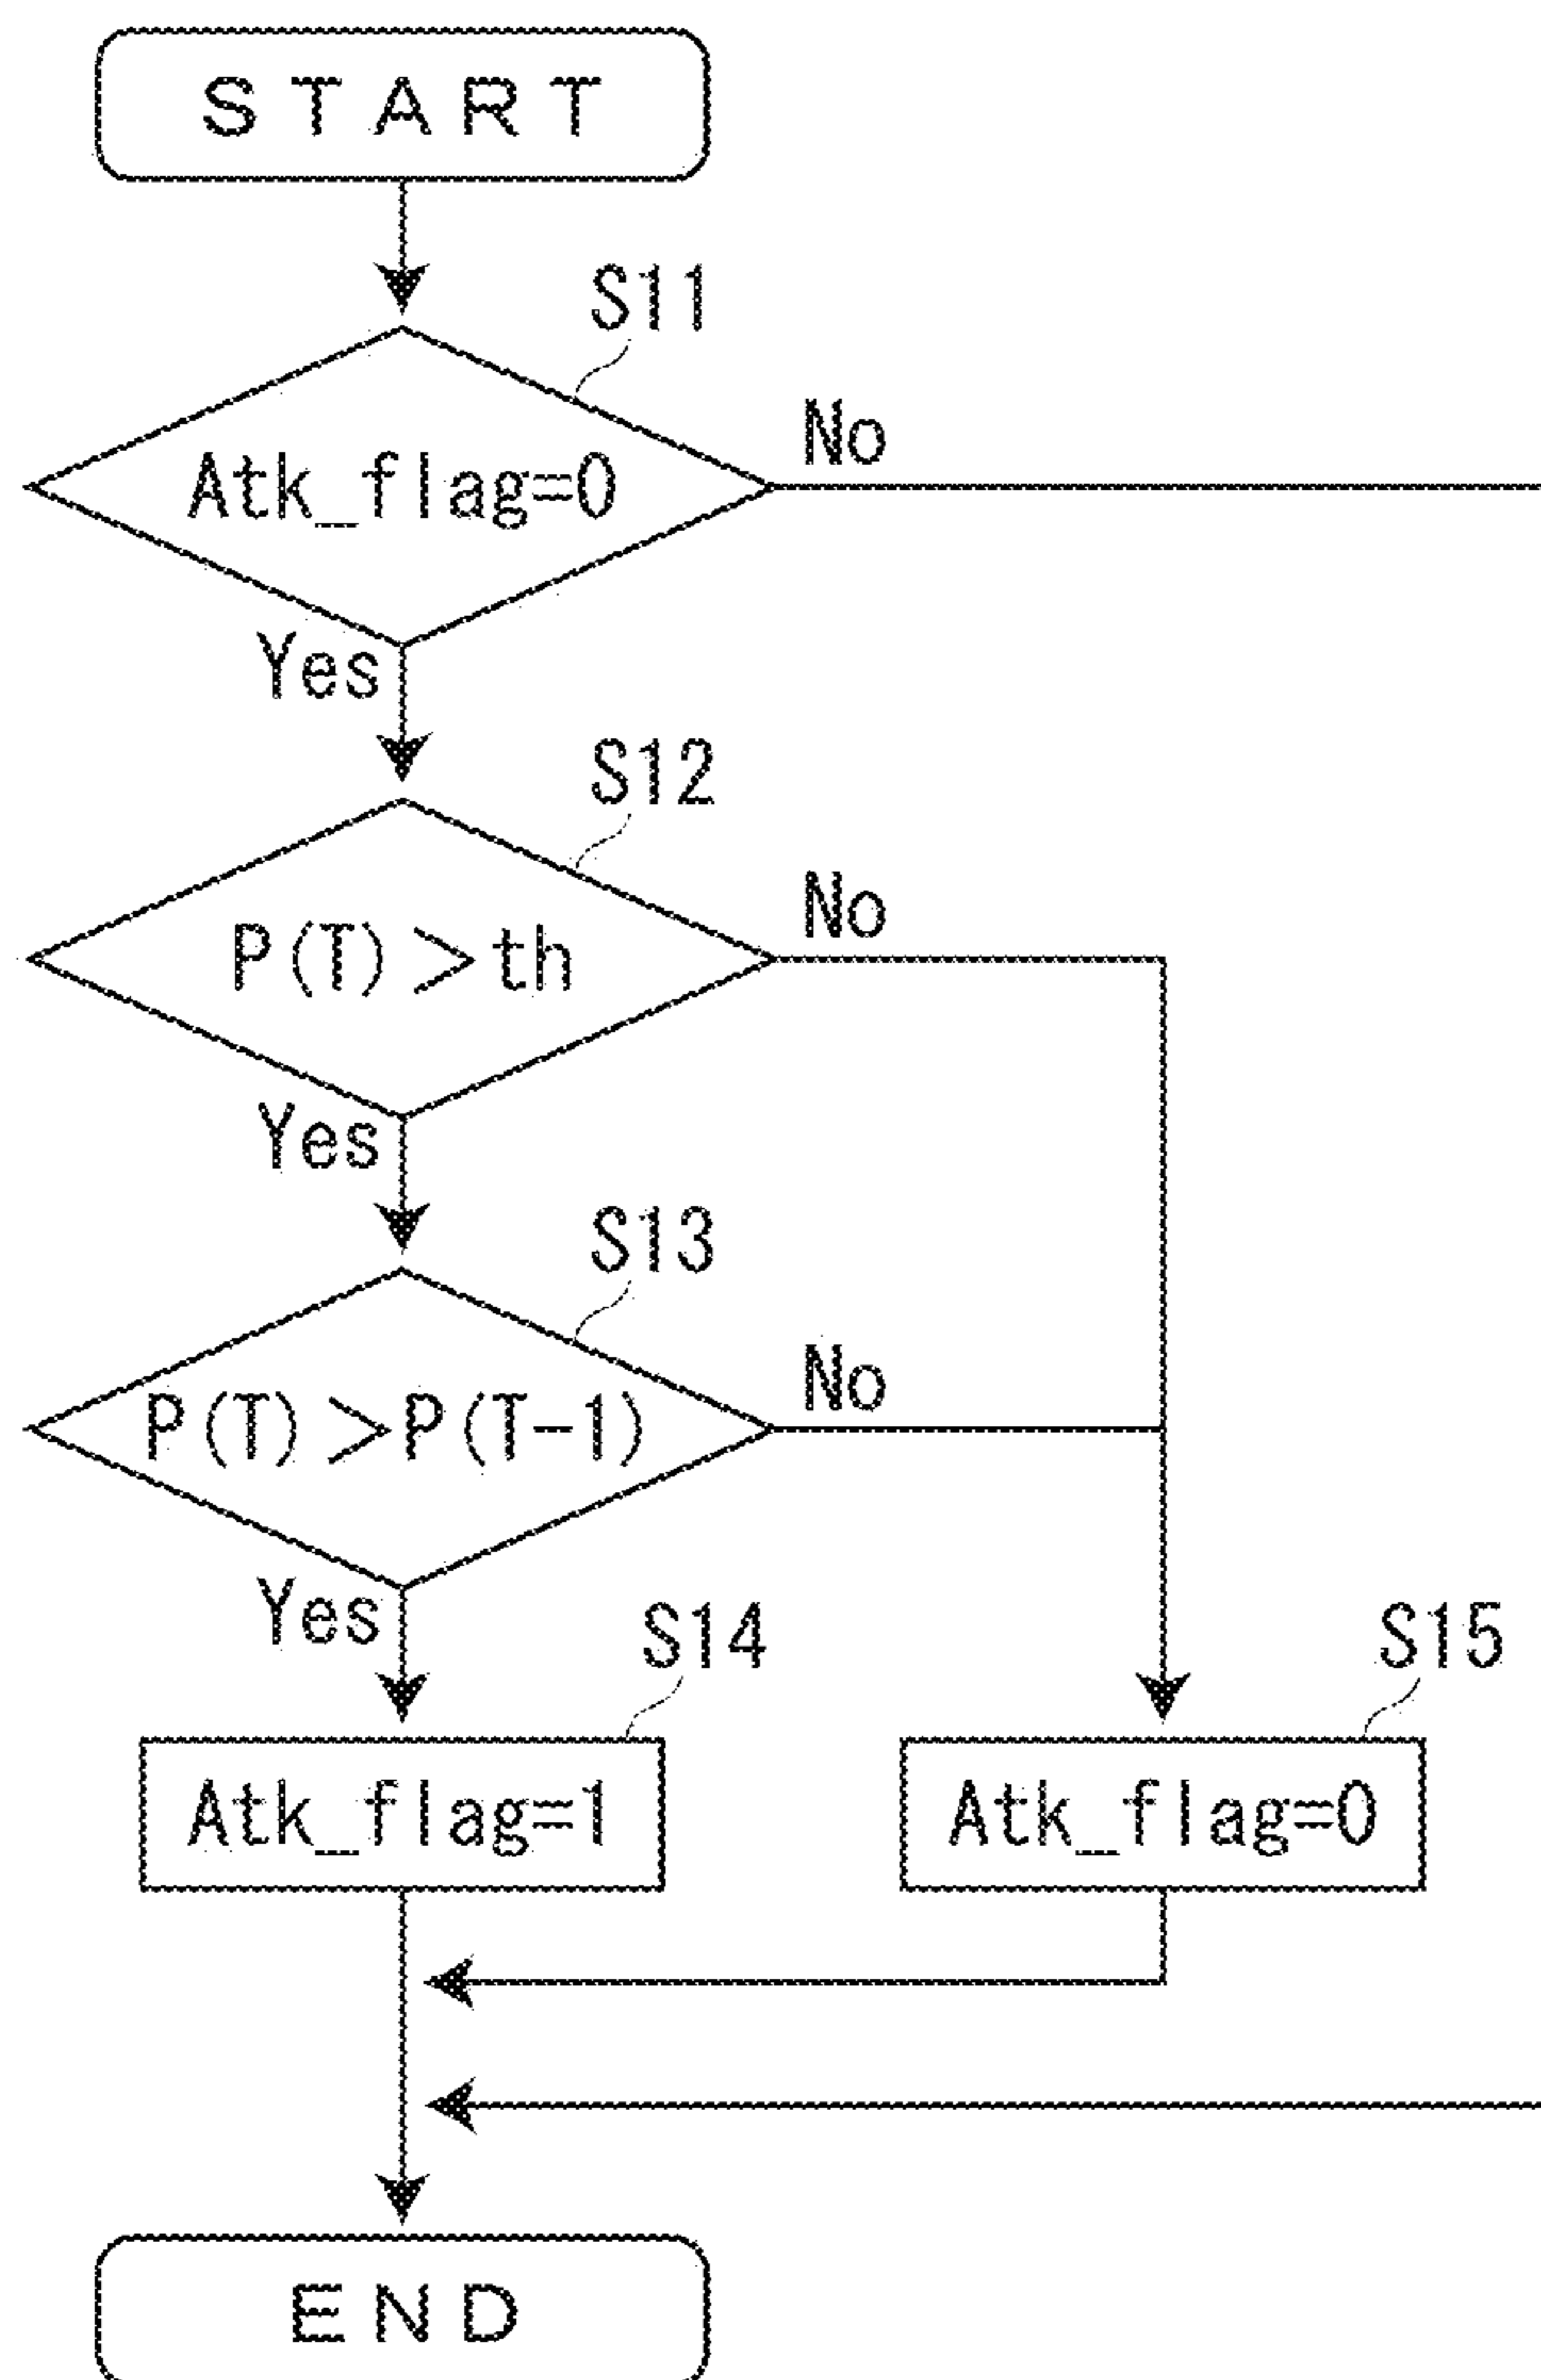 START
S11
Atk_flag=0
No
Yes
S12
P(T)>th
No
Yes
S13
P(T)>P(T-1)
No
Yes
S14
S15
Atk_flag=1
Atk_flag=0
END